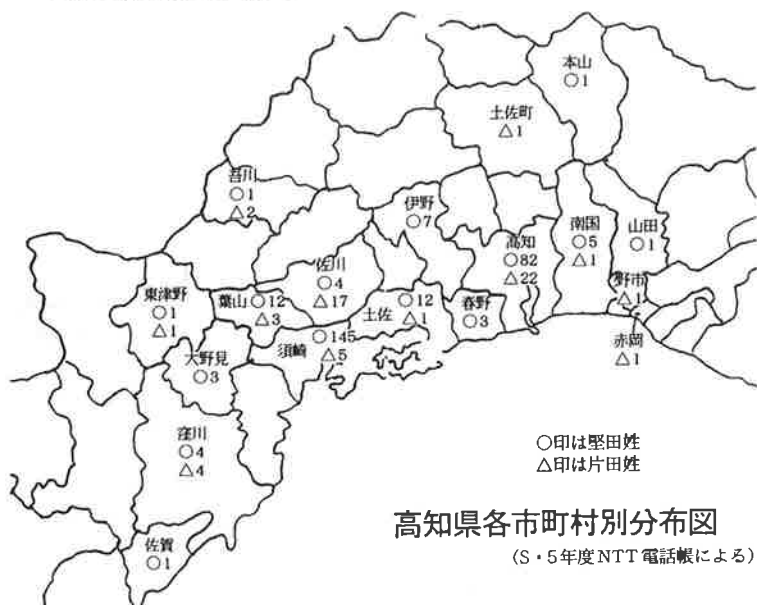 本山
○1
土佐町
△1
吾川
○1
△2
伊野
○7
高知
○82
△22
南国
○5
△1
山田
○1
野市
△1
赤岡
△1
佐川
○4
△17
東津野
○1
△1
葉山 ○12
△3
土佐 ○12
△1
春野
○3
須崎 ○145
△5
大野見
○3
窪川
○4
△4
佐賀
○1
○印は堅田姓
△印は片田姓
高知県各市町村別分布図
(S・5年度NTT電話帳による)